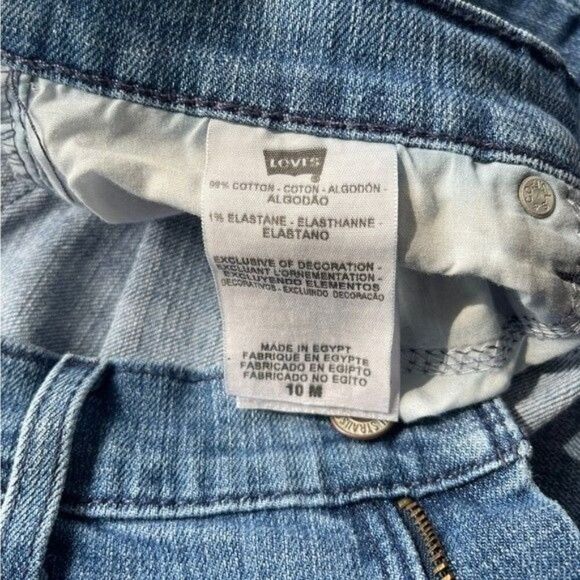 LEVI'S
®
99% COTTON - COTON - ALGODÓN -
ALGODÃO
1% ELASTANE - ELASTHANNE -
ELASTANO
EXCLUSIVE OF DECORATION -
EXCLUANT L'ORNEMENTATION -
EXCLUYENDO ELEMENTOS
DECORATIVOS - EXCLUINDO DECORAÇÃO
MADE IN EGYPT
FABRIQUE EN EGYPTE
FABRICADO EN EGIPTO
FABRICADO NO EGITO
10 M